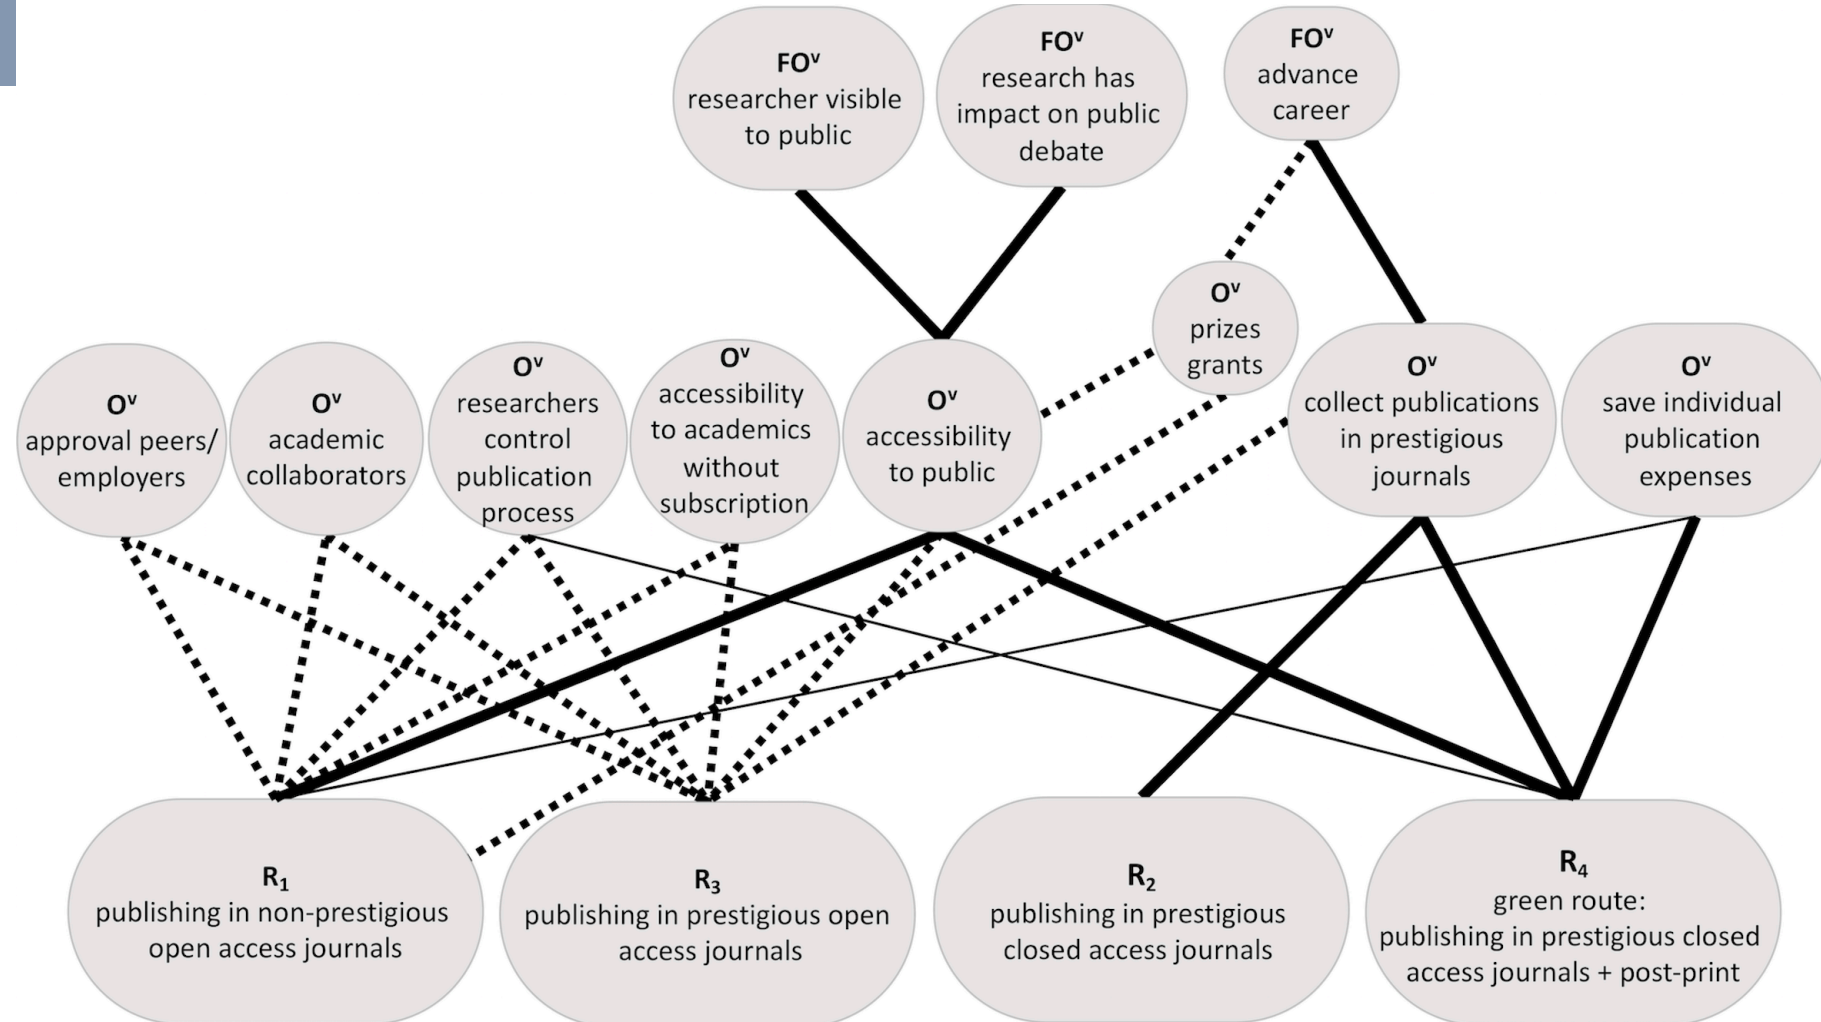 FOᵛ
researcher visible
to public
FOᵛ
research has
impact on public
debate
FOᵛ
advance
career
Oᵛ
prizes
grants
Oᵛ
approval peers/
employers
Oᵛ
academic
collaborators
Oᵛ
researchers
control
publication
process
Oᵛ
accessibility
to academics
without
subscription
Oᵛ
accessibility
to public
Oᵛ
collect publications
in prestigious
journals
Oᵛ
save individual
publication
expenses
R₁
publishing in non-prestigious
open access journals
R₃
publishing in prestigious open
access journals
R₂
publishing in prestigious
closed access journals
R₄
green route:
publishing in prestigious closed
access journals + post-print